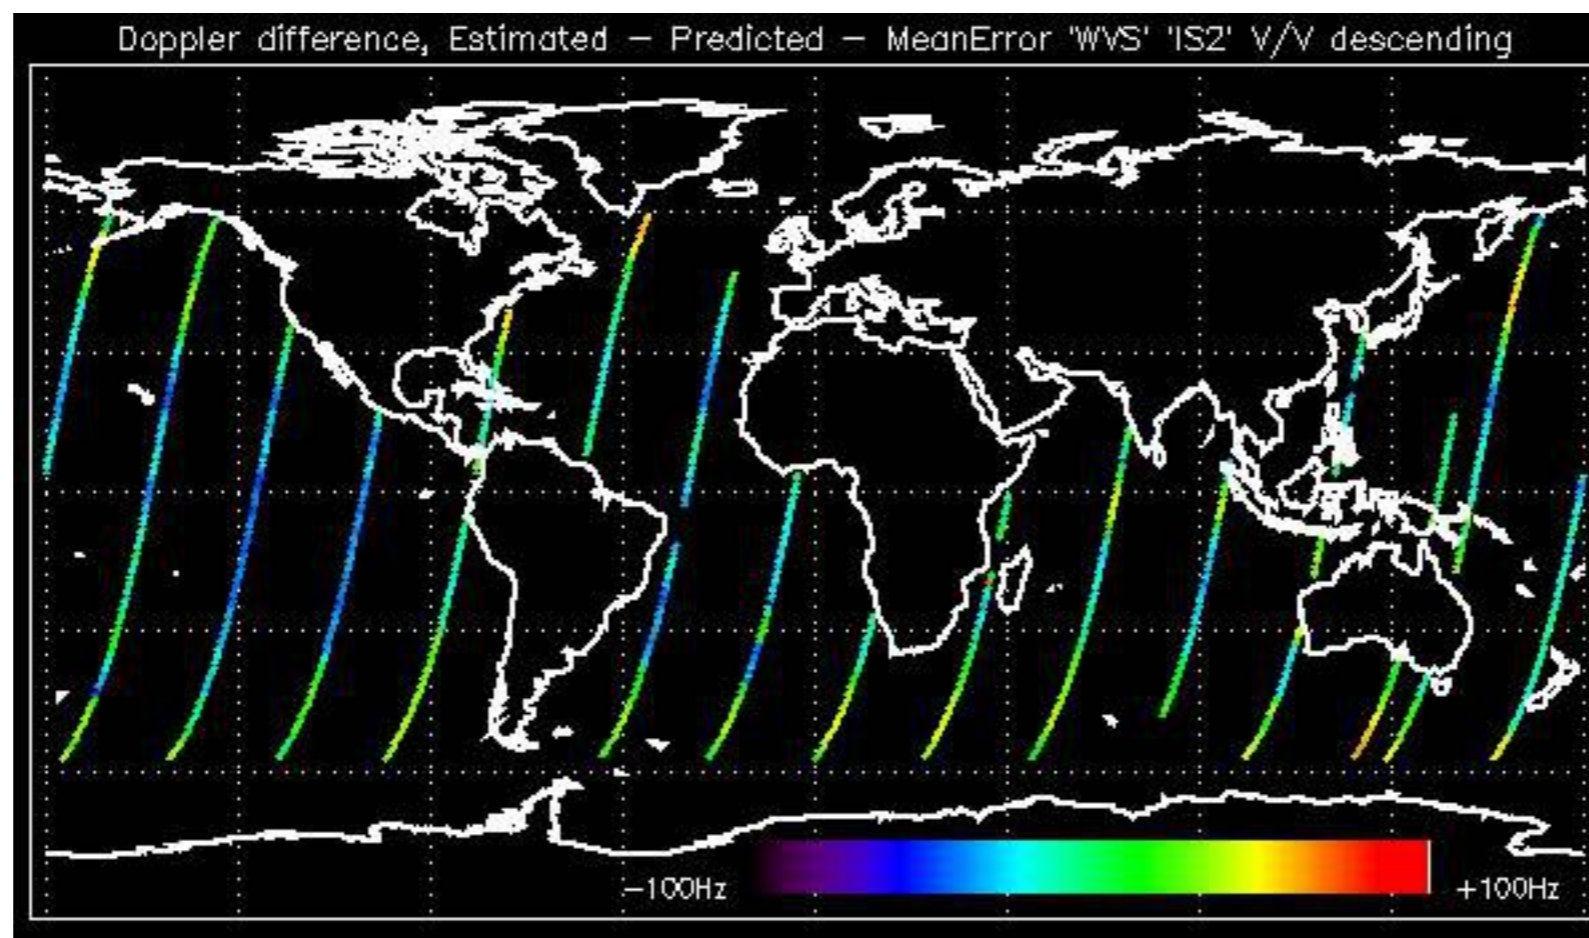 Doppler difference, Estimated – Predicted – MeanError 'WVS' 'IS2' V/V descending
-100Hz +100Hz